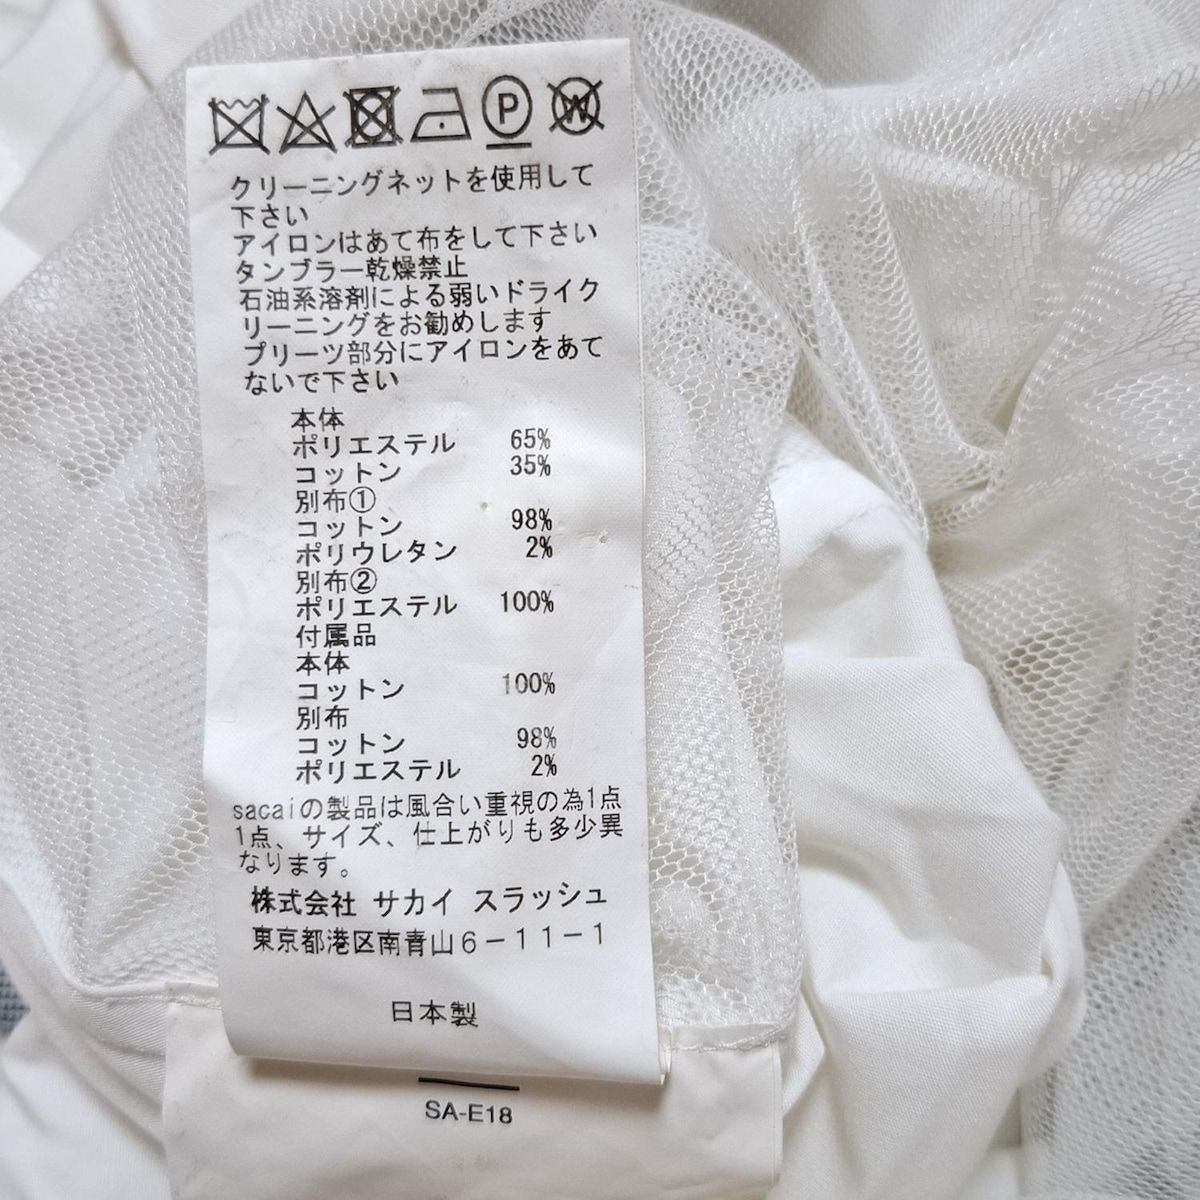 P
W
クリーニングネットを使用して
下さい
アイロンはあて布をして下さい
タンブラー乾燥禁止
石油系溶剤による弱いドライク
リーニングをお勧めします
プリーツ部分にアイロンをあて
ないで下さい
本体
ポリエステル 65%
コットン 35%
別布①
コットン 98%
ポリウレタン 2%
別布②
ポリエステル 100%
付属品
本体
コットン 100%
別布
コットン 98%
ポリエステル 2%
sacaiの製品は風合い重視の為1点
1点、サイズ、仕上がりも多少異
なります。
株式会社 サカイ スラッシュ
東京都港区南青山6-11-1
日本製
SA-E18